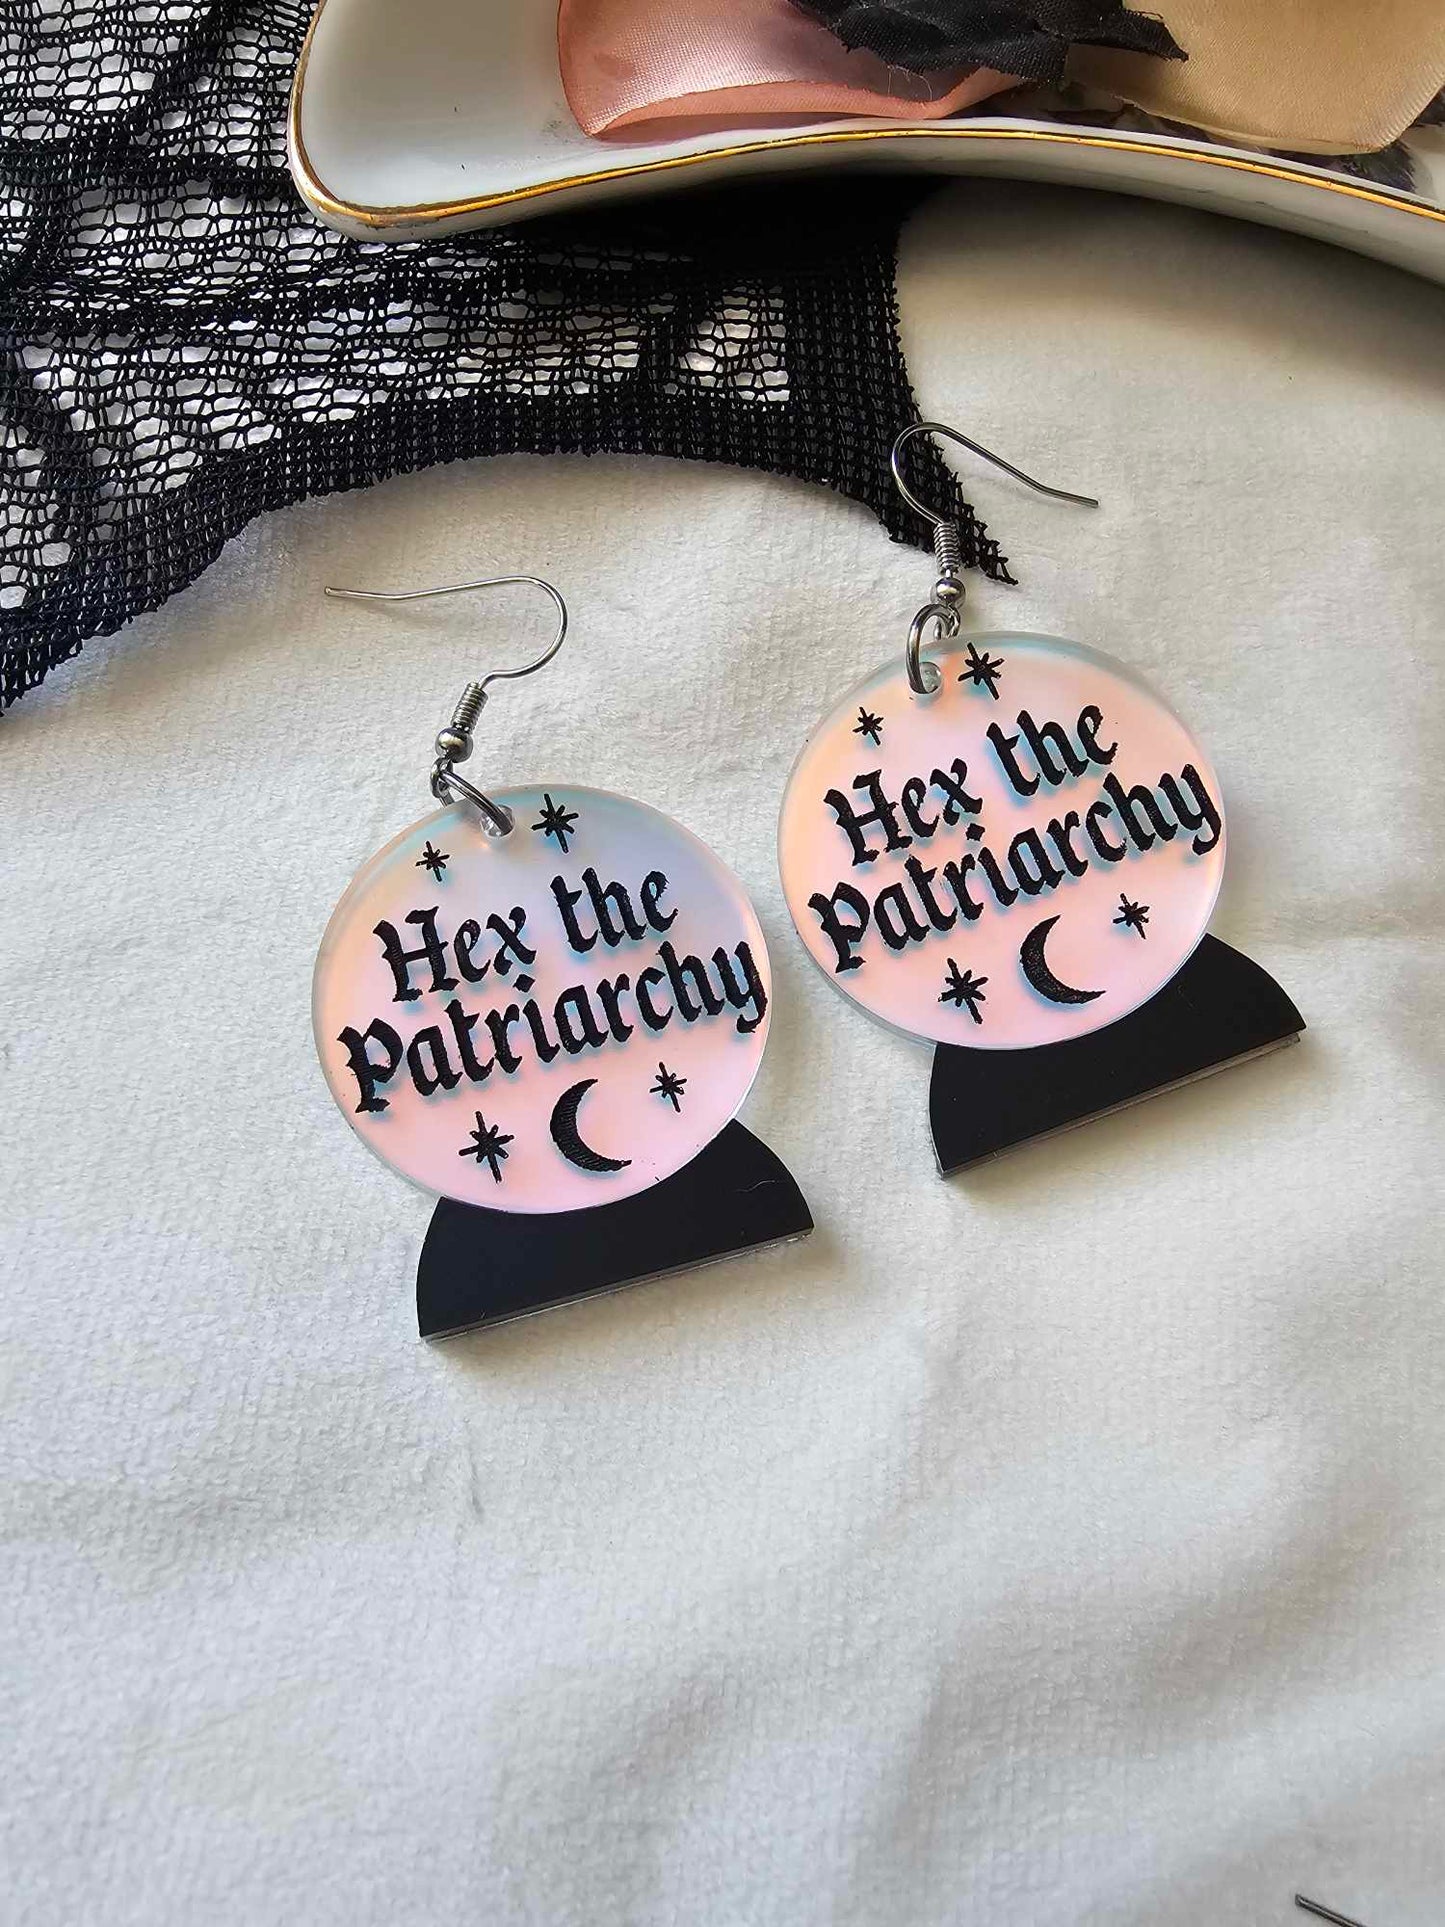 Hex the
Patriarchy
Hex the
Patriarchy